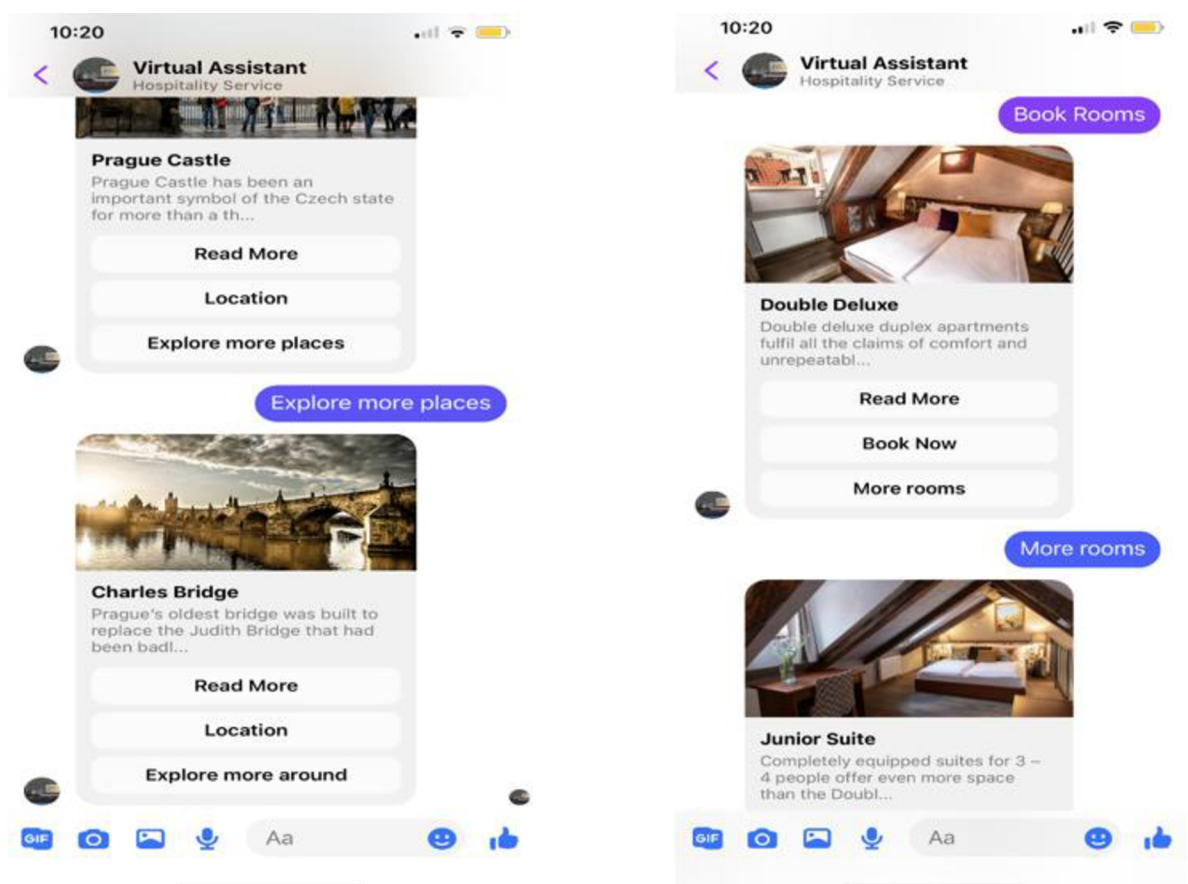 10:20
Virtual Assistant
Hospitality Service
Prague Castle
Prague Castle has been an
important symbol of the Czech state
for more than a th...
Read More
Location
Explore more places
Explore more places
Charles Bridge
Prague's oldest bridge was built to
replace the Judith Bridge that had
been badl...
Read More
Location
Explore more around
GIF
Aa
10:20
Virtual Assistant
Hospitality Service
Book Rooms
Double Deluxe
Double deluxe duplex apartments
fulfil all the claims of comfort and
unrepeatabl...
Read More
Book Now
More rooms
More rooms
Junior Suite
Completely equipped suites for 3 –
4 people offer even more space
than the Doubl...
GIF
Aa